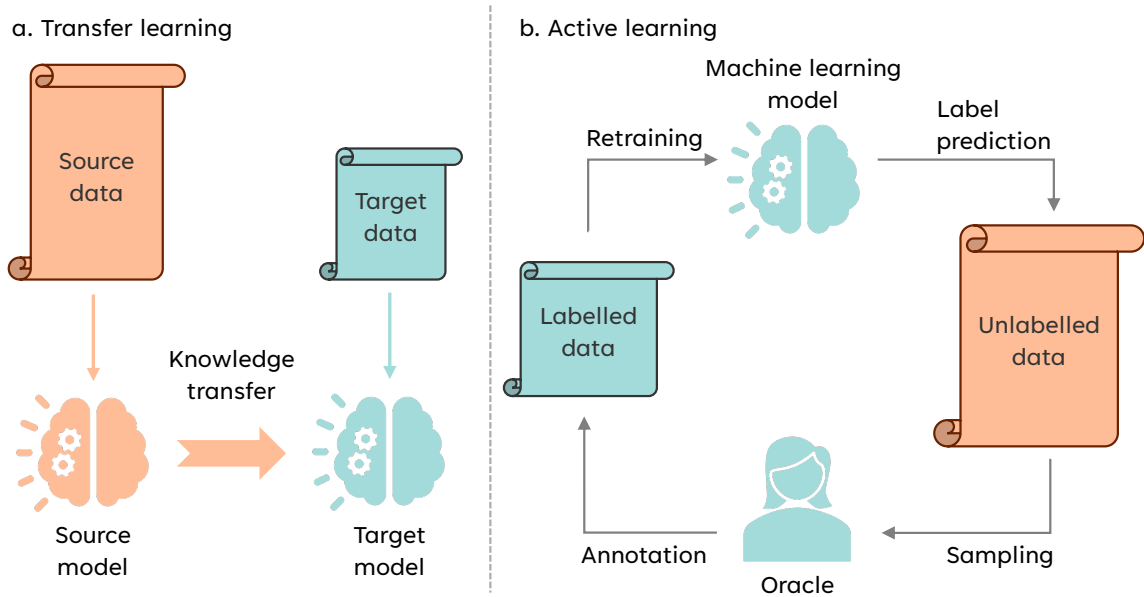 a. Transfer learning
Source
data
Target
data
Knowledge
transfer
Source
model
Target
model
b. Active learning
Machine learning
model
Retraining
Label
prediction
Labelled
data
Unlabelled
data
Annotation
Oracle
Sampling